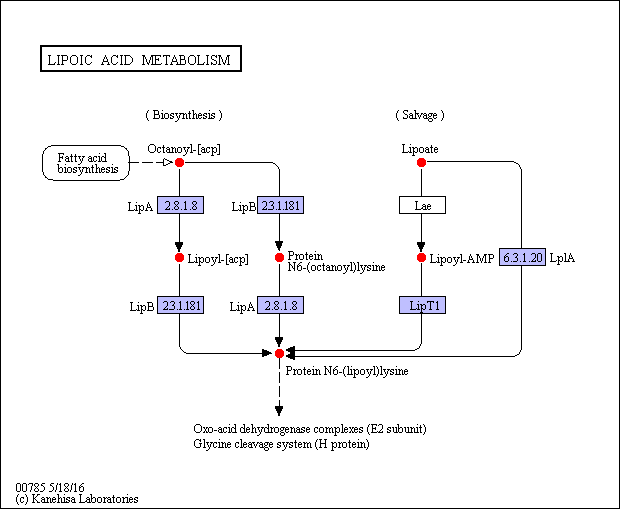 LIPOIC ACID METABOLISM
( Biosynthesis )
( Salvage )
Octanoyl-[acp]
Lipoate
Fatty acid
biosynthesis
LipA 2.8.1.8
LipB 2.3.1.181
Lae
Lipoyl-[acp]
Protein
N6-(octanoyl)lysine
Lipoyl-AMP
6.3.1.20 LplA
LipB 2.3.1.181
LipA 2.8.1.8
LipT1
Protein N6-(lipoyl)lysine
Oxo-acid dehydrogenase complexes (E2 subunit)
Glycine cleavage system (H protein)
00785 5/18/16
(c) Kanehisa Laboratories